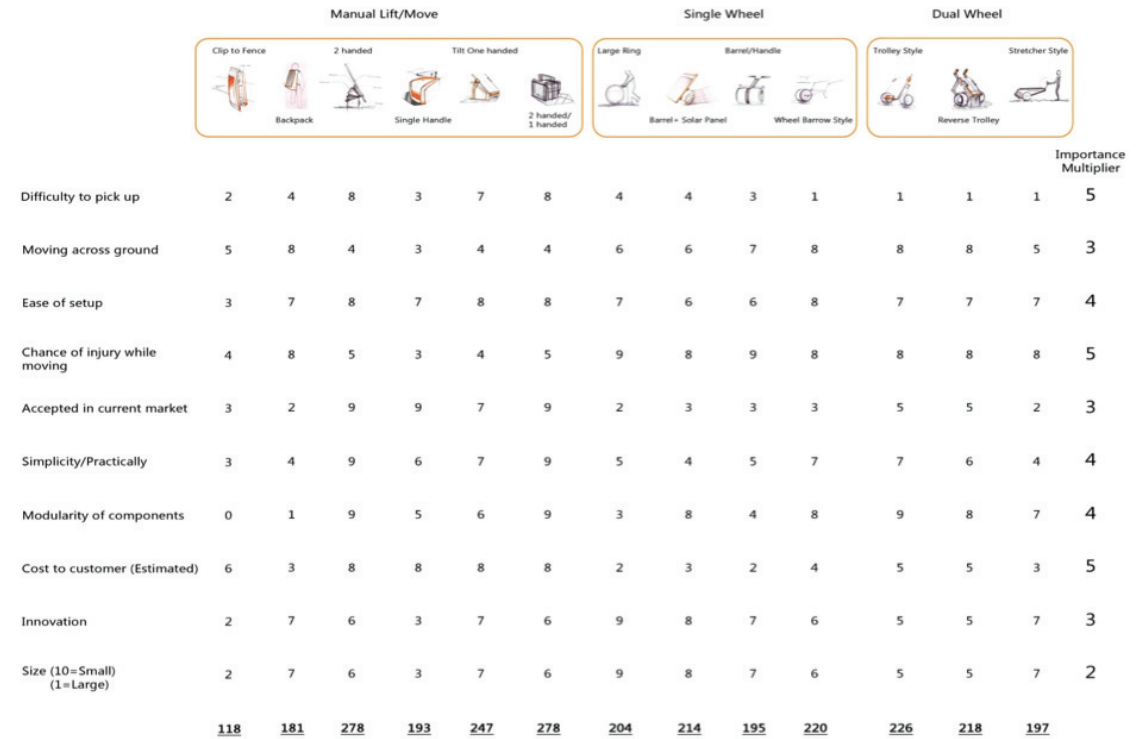 Manual Lift/Move Single Wheel Dual Wheel
Clip to Fence 2 handed Tilt One handed Large Ring Barrel/Handle Trolley Style Stretcher Style
Backpack Single Handle 2 handed/ Barrel+ Solar Panel Wheel Barrow Style Reverse Trolley
1 handed
Importance
Multiplier
Difficulty to pick up 2 4 8 3 7 8 4 4 3 1 1 1 1 5
Moving across ground 5 8 4 3 4 4 6 6 7 8 8 8 5 3
Ease of setup 3 7 8 7 8 8 7 6 6 8 7 7 7 4
Chance of injury while
moving 4 8 5 3 4 5 9 8 9 8 8 8 8 5
Accepted in current market 3 2 9 9 7 9 2 3 3 3 5 5 2 3
Simplicity/Practically 3 4 9 6 7 9 5 4 5 7 7 6 4 4
Modularity of components 0 1 9 5 6 9 3 8 4 8 9 8 7 4
Cost to customer (Estimated) 6 3 8 8 8 8 2 3 2 4 5 5 3 5
Innovation 2 7 6 3 7 6 9 8 7 6 5 5 7 3
Size (10=Small)
(1=Large) 2 7 6 3 7 6 9 8 7 6 5 5 7 2
118 181 278 193 247 278 204 214 195 220 226 218 197